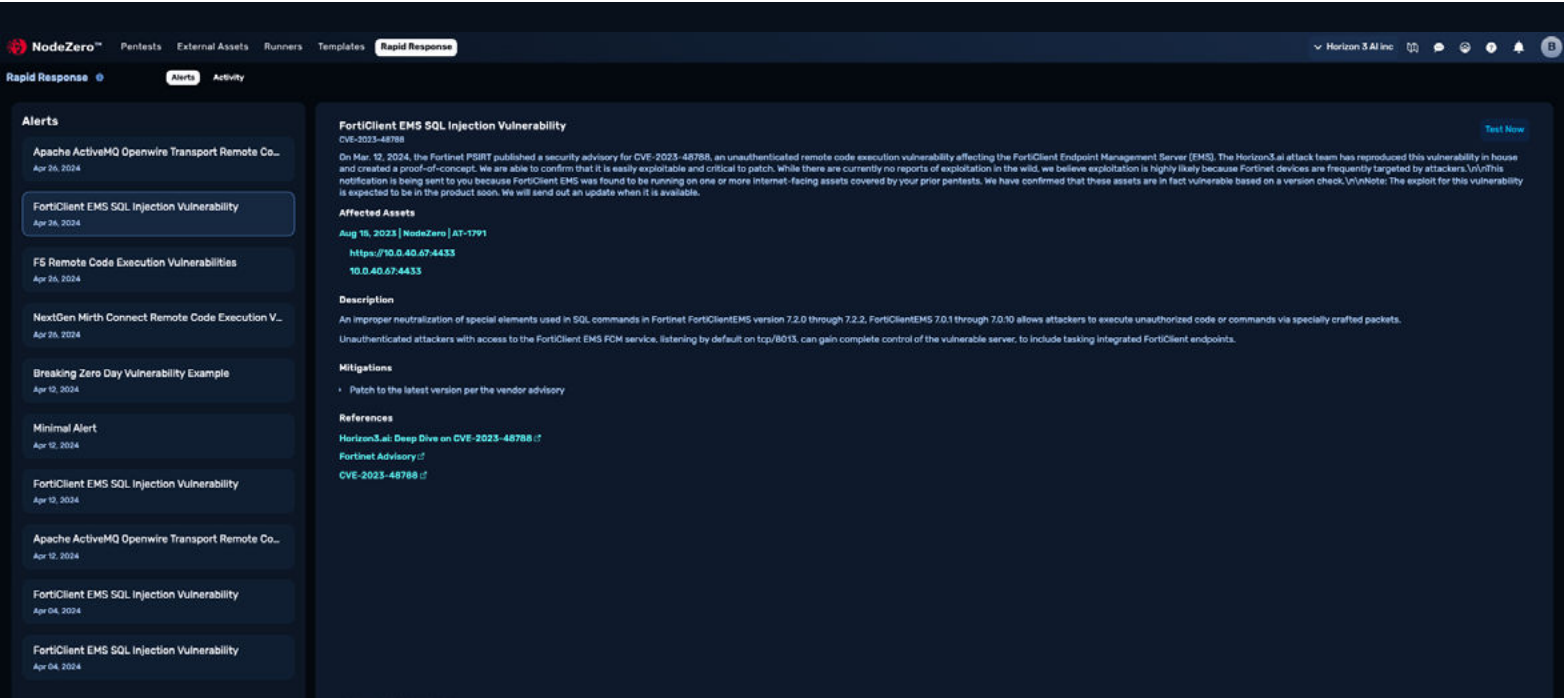 NodeZero™ Pentests External Assets Runners Templates Rapid Response Horizon 3 AI inc B
Rapid Response Alerts Activity
Alerts
Apache ActiveMQ Openwire Transport Remote Co...
Apr 26, 2024
FortiClient EMS SQL Injection Vulnerability
Apr 26, 2024
F5 Remote Code Execution Vulnerabilities
Apr 26, 2024
NextGen Mirth Connect Remote Code Execution V...
Apr 26, 2024
Breaking Zero Day Vulnerability Example
Apr 12, 2024
Minimal Alert
Apr 12, 2024
FortiClient EMS SQL Injection Vulnerability
Apr 12, 2024
Apache ActiveMQ Openwire Transport Remote Co...
Apr 12, 2024
FortiClient EMS SQL Injection Vulnerability
Apr 04, 2024
FortiClient EMS SQL Injection Vulnerability
Apr 04, 2024
FortiClient EMS SQL Injection Vulnerability
Test Now
CVE-2023-48788
On Mar. 12, 2024, the Fortinet PSIRT published a security advisory for CVE-2023-48788, an unauthenticated remote code execution vulnerability affecting the FortiClient Endpoint Management Server (EMS). The Horizon3.ai attack team has reproduced this vulnerability in house
and created a proof-of-concept. We are able to confirm that it is easily exploitable and critical to patch. While there are currently no reports of exploitation in the wild, we believe exploitation is highly likely because Fortinet devices are frequently targeted by attackers.\n\nThis
notification is being sent to you because FortiClient EMS was found to be running on one or more internet-facing assets covered by your prior pentests. We have confirmed that these assets are in fact vulnerable based on a version check.\n\nNote: The exploit for this vulnerability
is expected to be in the product soon. We will send out an update when it is available.
Affected Assets
Aug 15, 2023 | NodeZero | AT-1791
https://10.0.40.67:4433
10.0.40.67:4433
Description
An improper neutralization of special elements used in SQL commands in Fortinet FortiClientEMS version 7.2.0 through 7.2.2, FortiClientEMS 7.0.1 through 7.0.10 allows attackers to execute unauthorized code or commands via specially crafted packets.
Unauthenticated attackers with access to the FortiClient EMS FCM service, listening by default on tcp/8013, can gain complete control of the vulnerable server, to include tasking integrated FortiClient endpoints.
Mitigations
Patch to the latest version per the vendor advisory
References
Horizon3.ai: Deep Dive on CVE-2023-48788
Fortinet Advisory
CVE-2023-48788